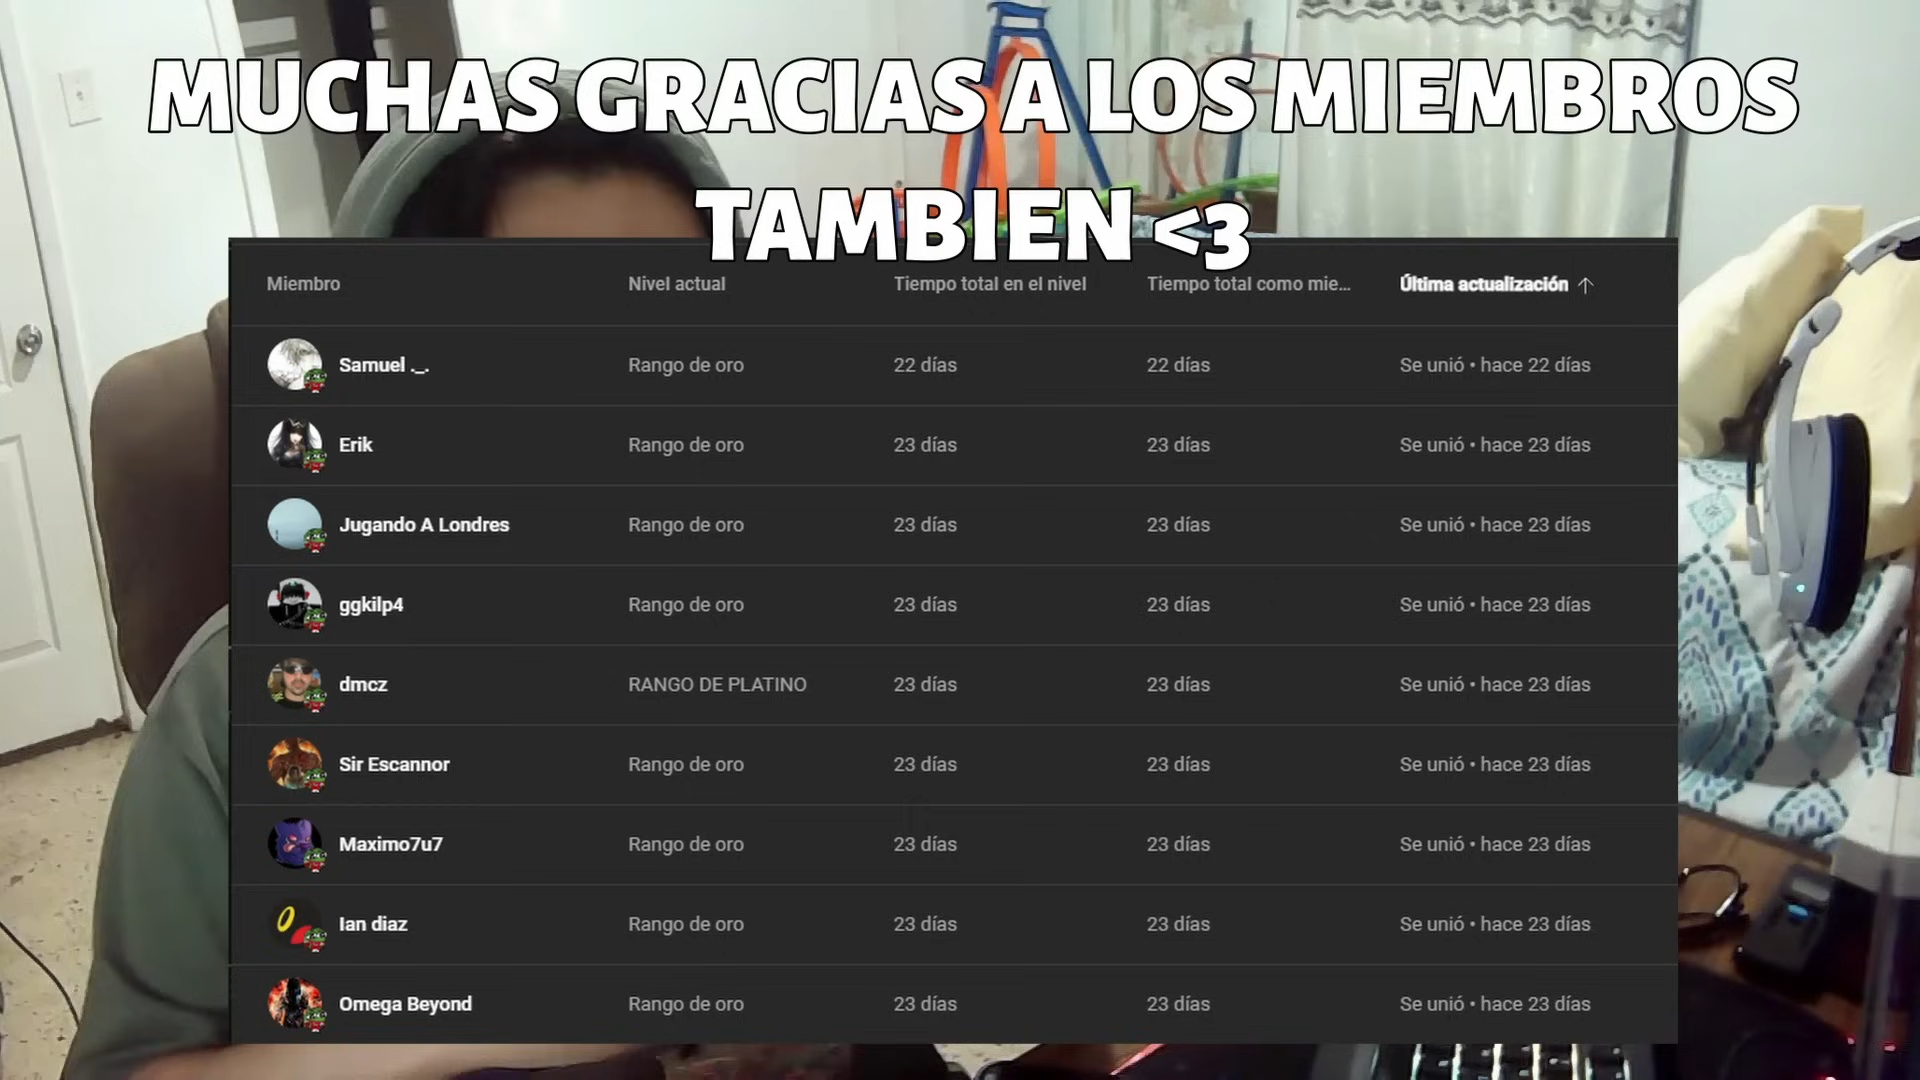 MUCHAS GRACIAS A LOS MIEMBROS
TAMBIEN <3
Miembro Nivel actual Tiempo total en el nivel Tiempo total como mie... Última actualización ↑
Samuel ._. Rango de oro 22 días 22 días Se unió • hace 22 días
Erik Rango de oro 23 días 23 días Se unió • hace 23 días
Jugando A Londres Rango de oro 23 días 23 días Se unió • hace 23 días
ggkilp4 Rango de oro 23 días 23 días Se unió • hace 23 días
dmcz RANGO DE PLATINO 23 días 23 días Se unió • hace 23 días
Sir Escannor Rango de oro 23 días 23 días Se unió • hace 23 días
Maximo7u7 Rango de oro 23 días 23 días Se unió • hace 23 días
Ian diaz Rango de oro 23 días 23 días Se unió • hace 23 días
Omega Beyond Rango de oro 23 días 23 días Se unió • hace 23 días